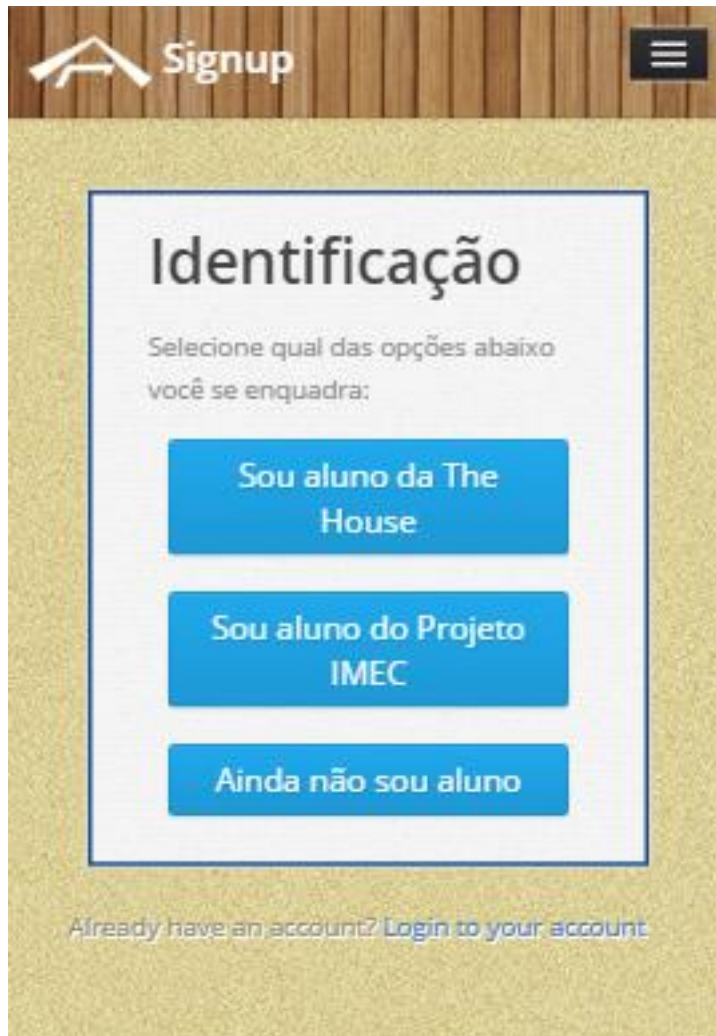 Signup
Identificação
Selecione qual das opções abaixo
você se enquadra:
Sou aluno da The
House
Sou aluno do Projeto
IMEC
Ainda não sou aluno
Already have an account? Login to your account